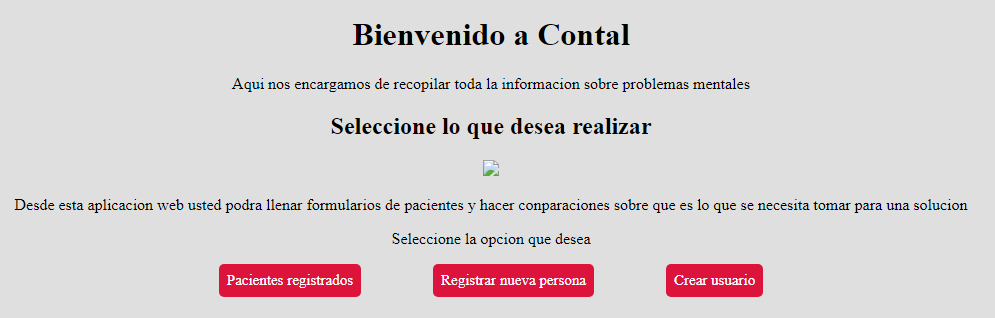 Bienvenido a Contal
Aqui nos encargamos de recopilar toda la informacion sobre problemas mentales
Seleccione lo que desea realizar
Desde esta aplicacion web usted podra llenar formularios de pacientes y hacer conparaciones sobre que es lo que se necesita tomar para una solucion
Seleccione la opcion que desea
Pacientes registrados Registrar nueva persona Crear usuario